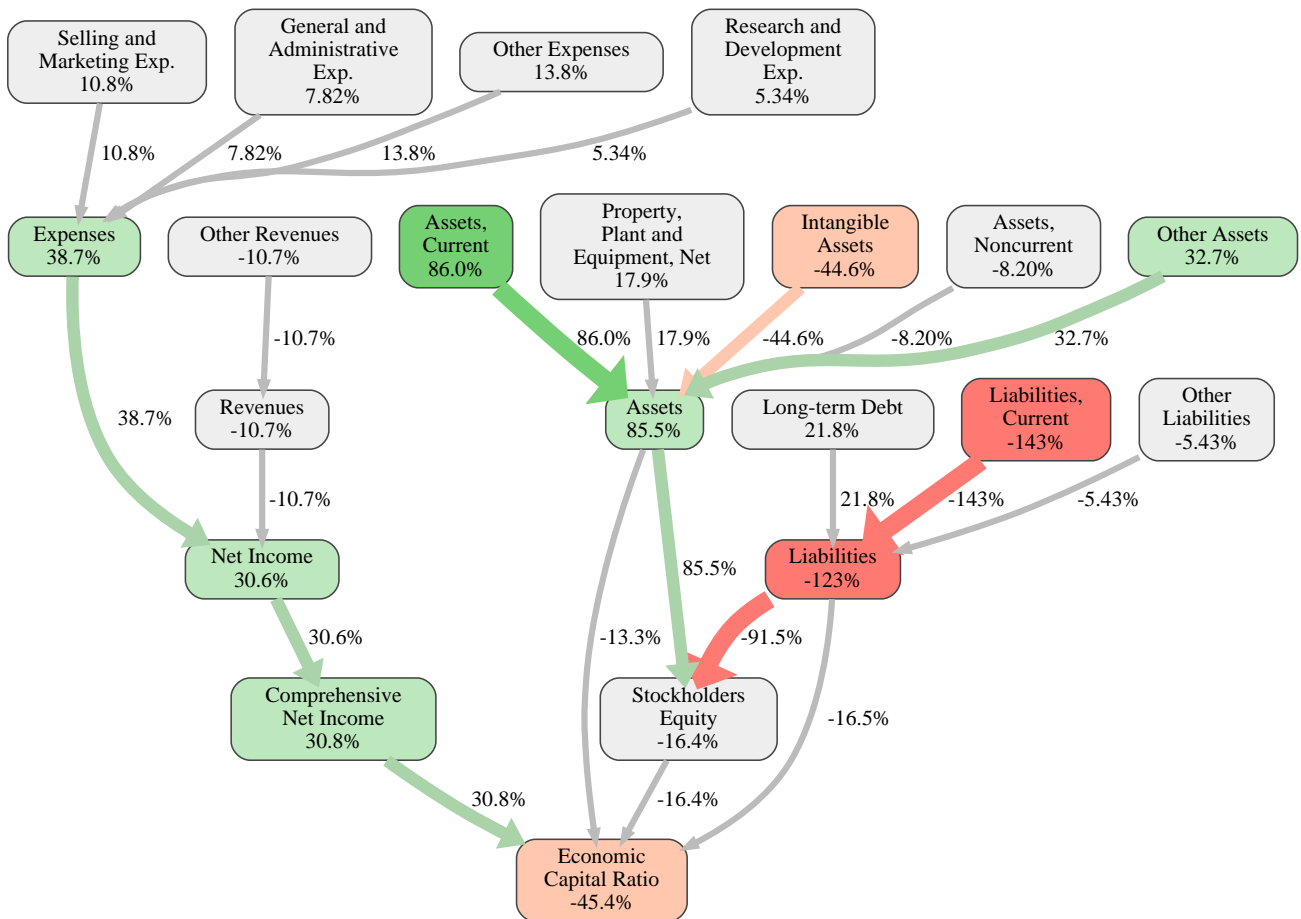 Selling and
Marketing Exp.
10.8%
General and
Administrative
Exp.
7.82%
Other Expenses
13.8%
Research and
Development
Exp.
5.34%
10.8%
7.82%
13.8%
5.34%
Expenses
38.7%
Other Revenues
-10.7%
Assets,
Current
86.0%
Property,
Plant and
Equipment, Net
17.9%
Intangible
Assets
-44.6%
Assets,
Noncurrent
-8.20%
Other Assets
32.7%
-10.7%
86.0%
17.9%
-44.6%
-8.20%
32.7%
38.7%
Revenues
-10.7%
Assets
85.5%
Long-term Debt
21.8%
Liabilities,
Current
-143%
Other
Liabilities
-5.43%
-10.7%
21.8%
-143%
-5.43%
Net Income
30.6%
Liabilities
-123%
85.5%
30.6%
-13.3%
-91.5%
Comprehensive
Net Income
30.8%
Stockholders
Equity
-16.4%
-16.5%
30.8%
-16.4%
Economic
Capital Ratio
-45.4%